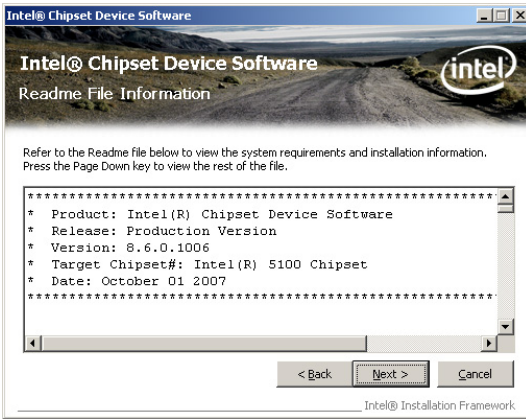 Intel® Chipset Device Software
Intel® Chipset Device Software
Readme File Information
intel
Refer to the Readme file below to view the system requirements and installation information.
Press the Page Down key to view the rest of the file.
************************************************************
* Product: Intel(R) Chipset Device Software
* Release: Production Version
* Version: 8.6.0.1006
* Target Chipset#: Intel(R) 5100 Chipset
* Date: October 01 2007
************************************************************
< Back Next > Cancel
Intel® Installation Framework